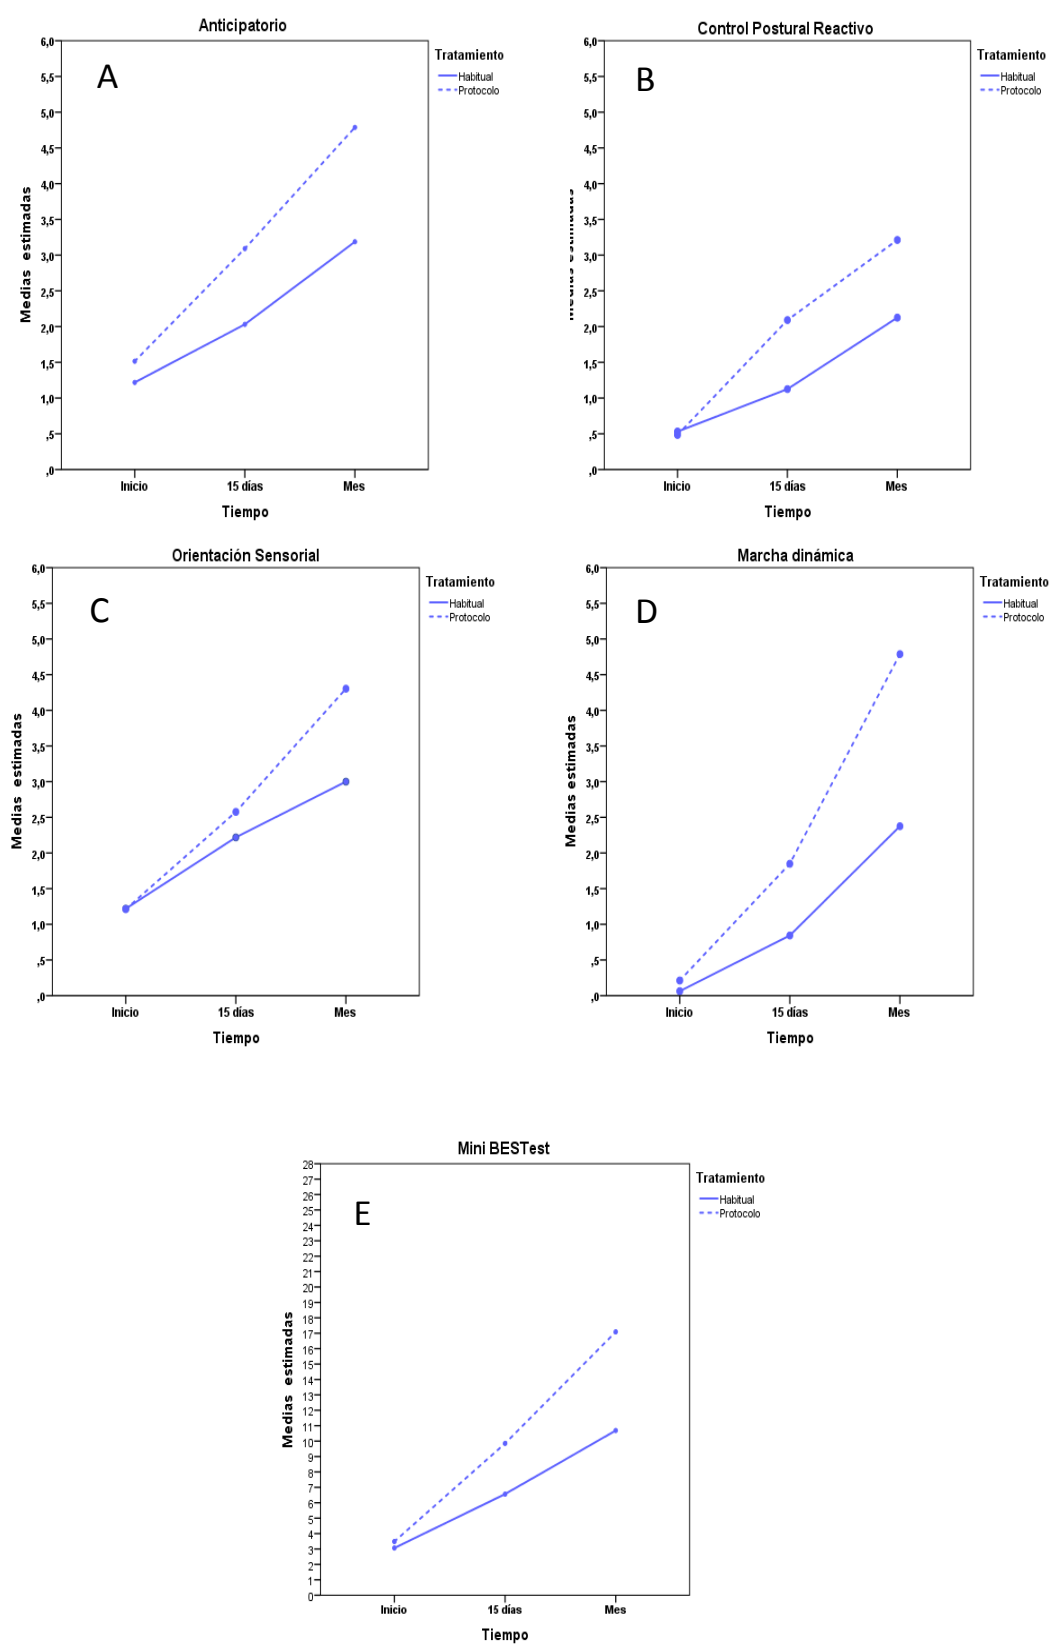 Anticipatorio
A
6,0
5,5
5,0
4,5
4,0
3,5
3,0
2,5
2,0
1,5
1,0
,5
,0
Medias estimadas
Inicio 15 días Mes
Tiempo
Tratamiento
Habitual
Protocolo
Control Postural Reactivo
B
6,0
5,5
5,0
4,5
4,0
3,5
3,0
2,5
2,0
1,5
1,0
,5
,0
Medias estimadas
Inicio 15 días Mes
Tiempo
Tratamiento
Habitual
Protocolo
Orientación Sensorial
C
6,0
5,5
5,0
4,5
4,0
3,5
3,0
2,5
2,0
1,5
1,0
,5
,0
Medias estimadas
Inicio 15 días Mes
Tiempo
Tratamiento
Habitual
Protocolo
Marcha dinámica
D
6,0
5,5
5,0
4,5
4,0
3,5
3,0
2,5
2,0
1,5
1,0
,5
,0
Medias estimadas
Inicio 15 días Mes
Tiempo
Tratamiento
Habitual
Protocolo
Mini BESTest
E
28
27
26
25
24
23
22
21
20
19
18
17
16
15
14
13
12
11
10
9
8
7
6
5
4
3
2
1
0
Medias estimadas
Inicio 15 días Mes
Tiempo
Tratamiento
Habitual
Protocolo